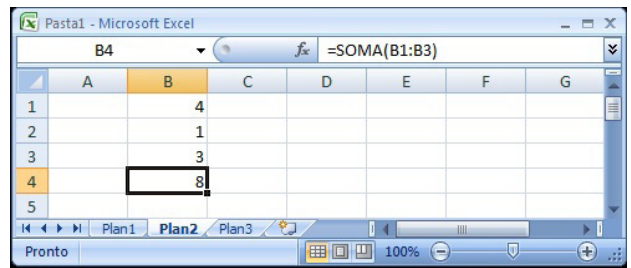 Pasta1 - Microsoft Excel
B4 fx =SOMA(B1:B3)
A B C D E F G
1 4
2 1
3 3
4 8
5
Plan1 Plan2 Plan3
Pronto 100%